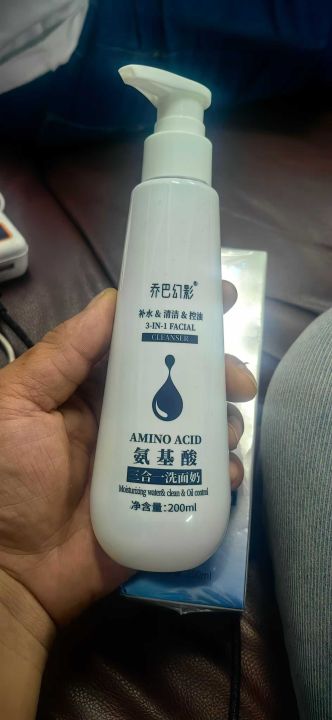 乔巴幻影®
补水 & 清洁 & 控油
3-IN-1 FACIAL
CLEANSER
AMINO ACID
氨基酸
三合一洗面奶
Moisturizing water& clean & Oil control
净含量:200ml